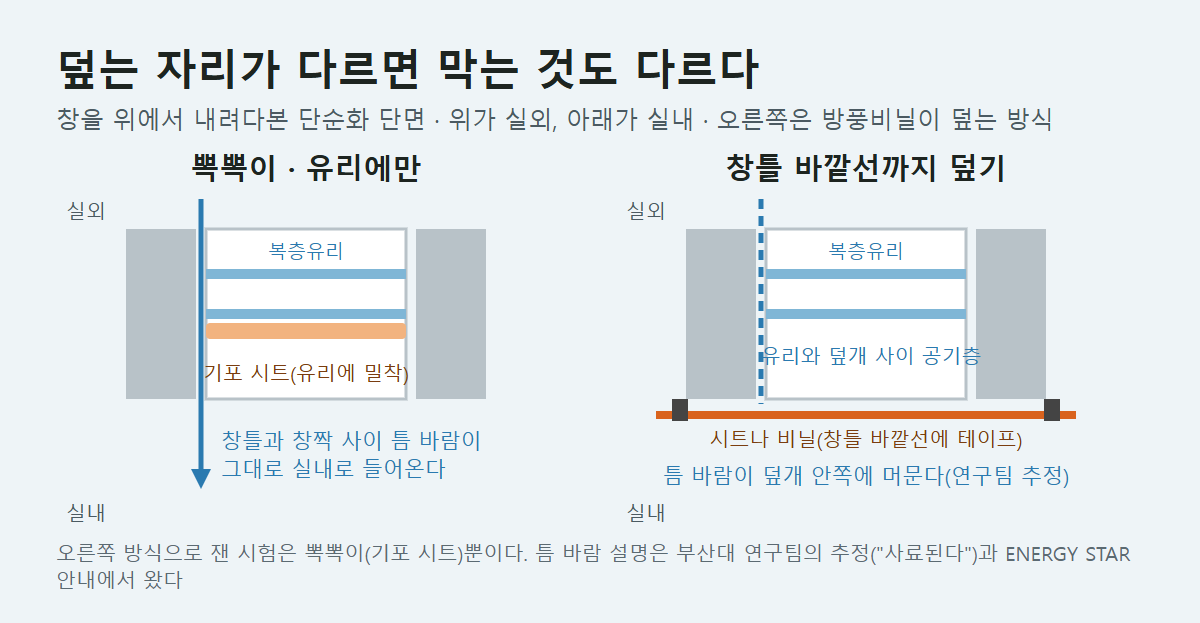 덮는 자리가 다르면 막는 것도 다르다
창을 위에서 내려다본 단순화 단면 · 위가 실외, 아래가 실내 · 오른쪽은 방풍비닐이 덮는 방식
뽁뽁이 · 유리에만
실외
복층유리
기포 시트(유리에 밀착)
창틀과 창짝 사이 틈 바람이
그대로 실내로 들어온다
실내
창틀 바깥선까지 덮기
실외
복층유리
유리와 덮개 사이 공기층
시트나 비닐(창틀 바깥선에 테이프)
틈 바람이 덮개 안쪽에 머문다(연구팀 추정)
실내
오른쪽 방식으로 잰 시험은 뽁뽁이(기포 시트)뿐이다. 틈 바람 설명은 부산대 연구팀의 추정("사료된다")과 ENERGY STAR
안내에서 왔다